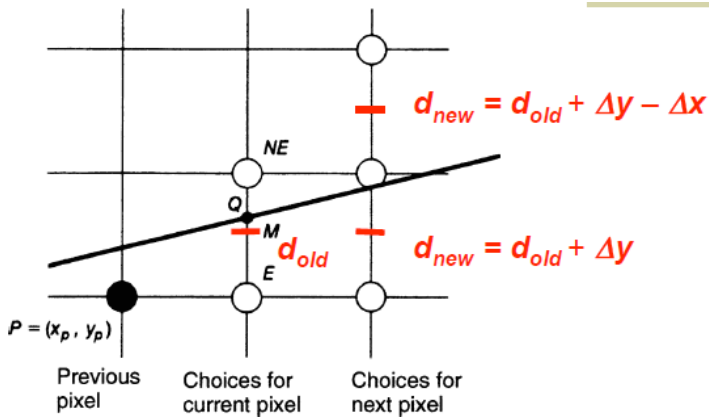 d_new = d_old + Δy – Δx
NE
Q
M
d_old
d_new = d_old + Δy
E
P = (x_p, y_p)
Previous
pixel
Choices for
current pixel
Choices for
next pixel